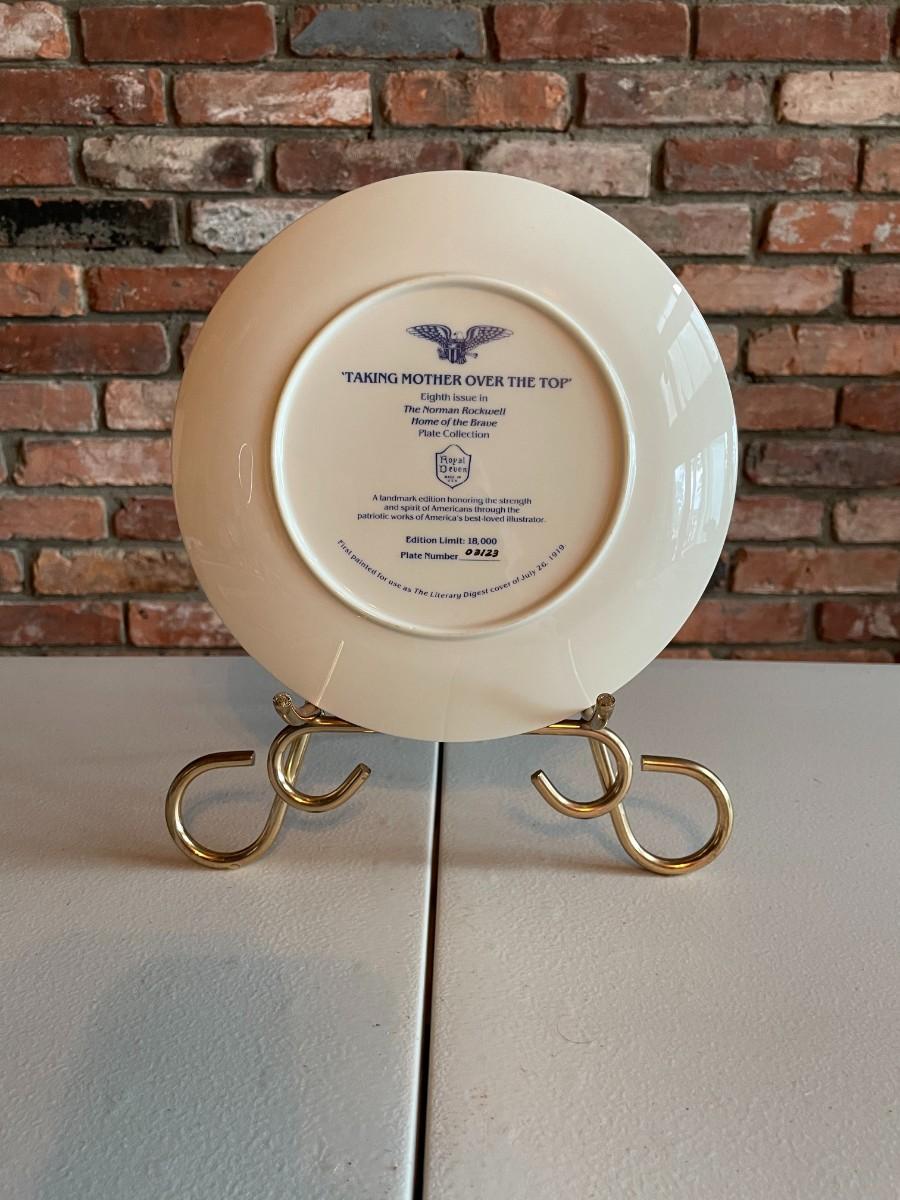 'TAKING MOTHER OVER THE TOP'
Eighth issue in
The Norman Rockwell
Home of the Brave
Plate Collection
Royal
Devon
MADE IN
U.S.A.
A landmark edition honoring the strength
and spirit of Americans through the
patriotic works of America's best-loved illustrator.
Edition Limit: 18,000
Plate Number 03123
First painted for use as The Literary Digest cover of July 26, 1919.